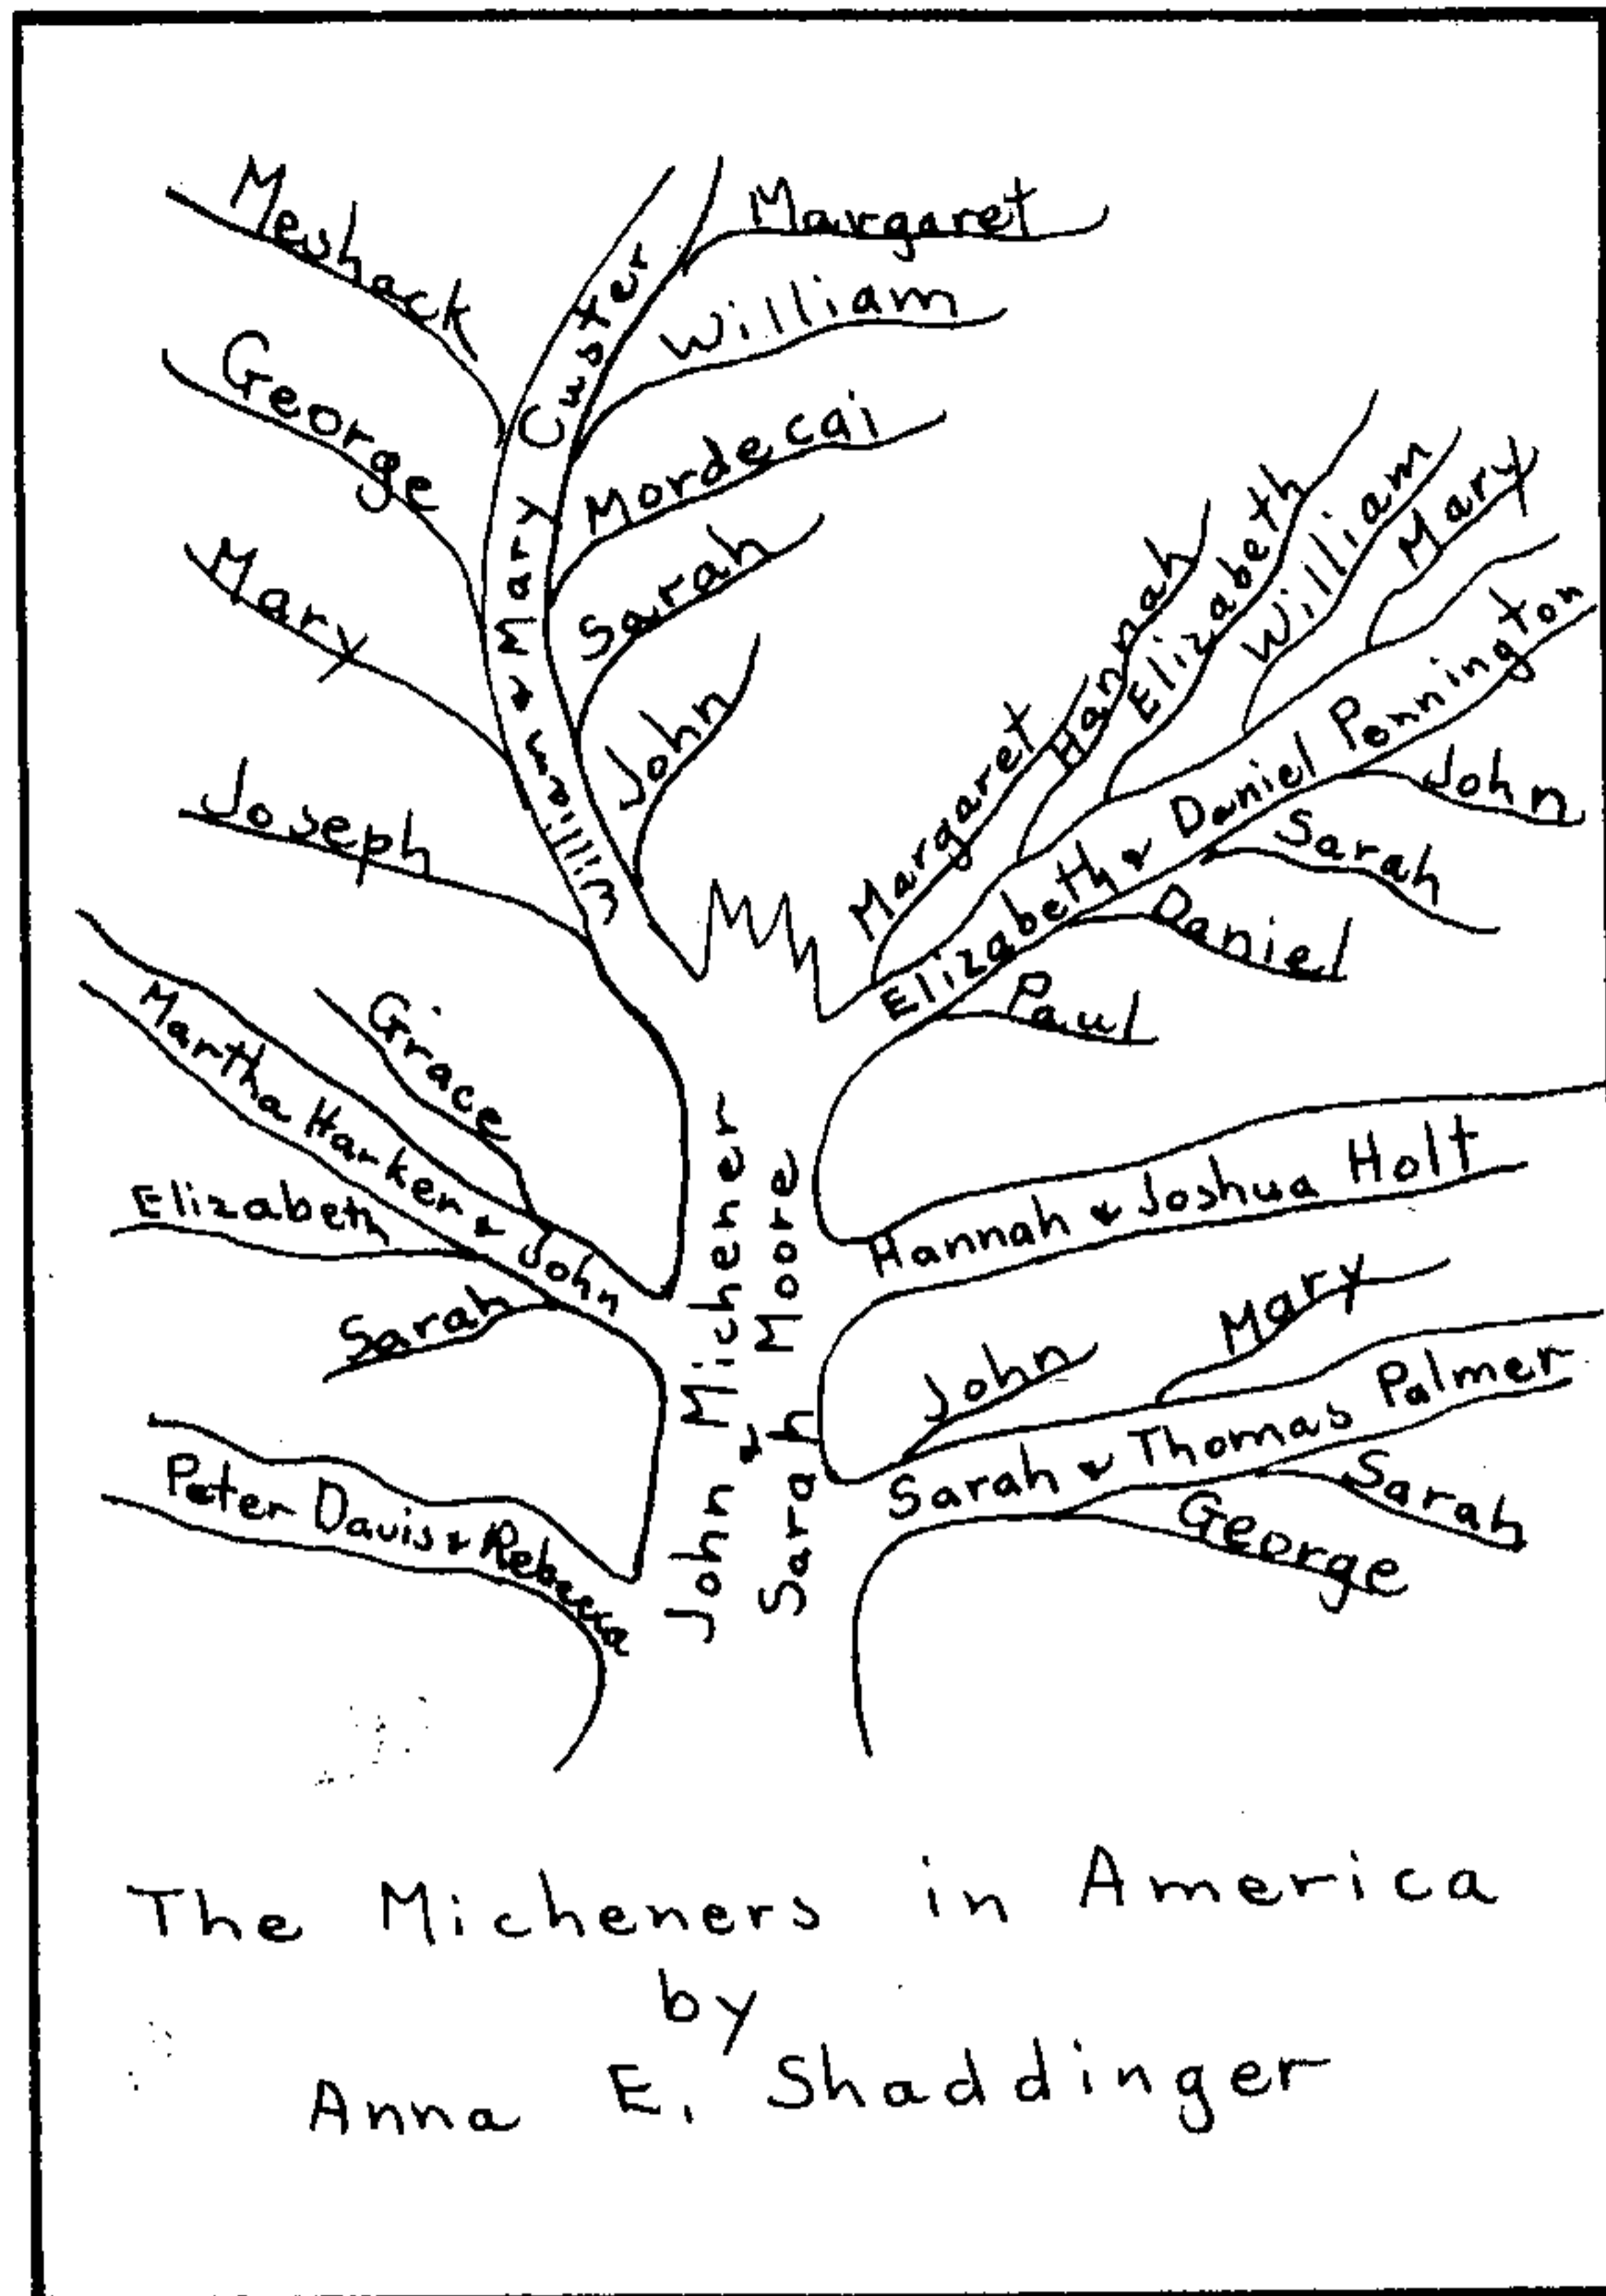 Meshack
George
Mary
Joseph
Wm & Mary Custer
Margaret
William
Mordecai
Sarah
John
Margaret
Hannah
Elizabeth
William
Mary
Elizabeth & Daniel Pennington
John
Sarah
Daniel
Paul
Grace
Martha Harker & John
Elizabeth
Sarah
Peter Davis & Rebecca
John Michener
& Sarah Moore
Hannah & Joshua Holt
John
Mary
Sarah & Thomas Palmer
Sarah
George
The Micheners in America
by
Anna E. Shaddinger